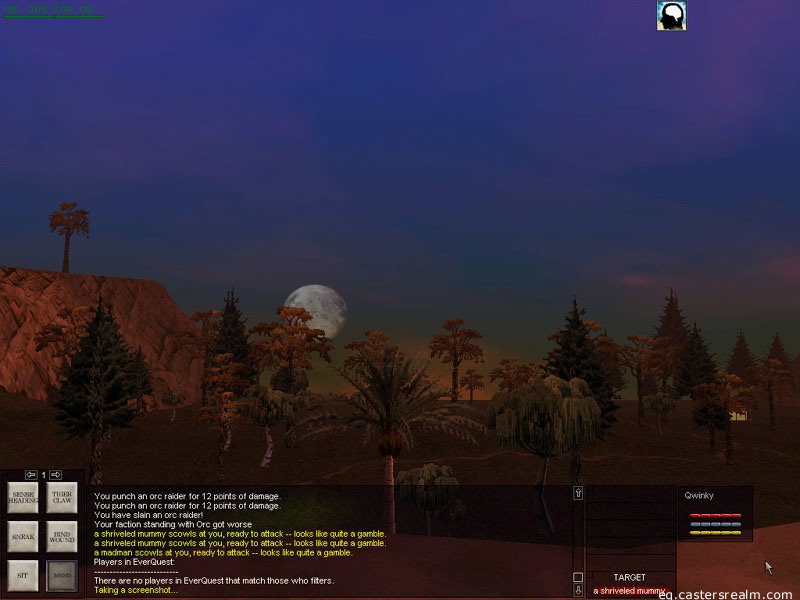 1
SENSE HEADING
TIGER CLAW
SNEAK
BIND WOUND
SIT
MEND
You punch an orc raider for 12 points of damage.
You punch an orc raider for 12 points of damage.
You have slain an orc raider!
Your faction standing with Orc got worse
a shriveled mummy scowls at you, ready to attack -- looks like quite a gamble.
a shriveled mummy scowls at you, ready to attack -- looks like quite a gamble.
a madman scowls at you, ready to attack -- looks like quite a gamble.
Players in EverQuest:
---------------------------
There are no players in EverQuest that match those who filters.
Taking a screenshot...
Qwinky
TARGET
a shriveled mummy
eq.castersrealm.com